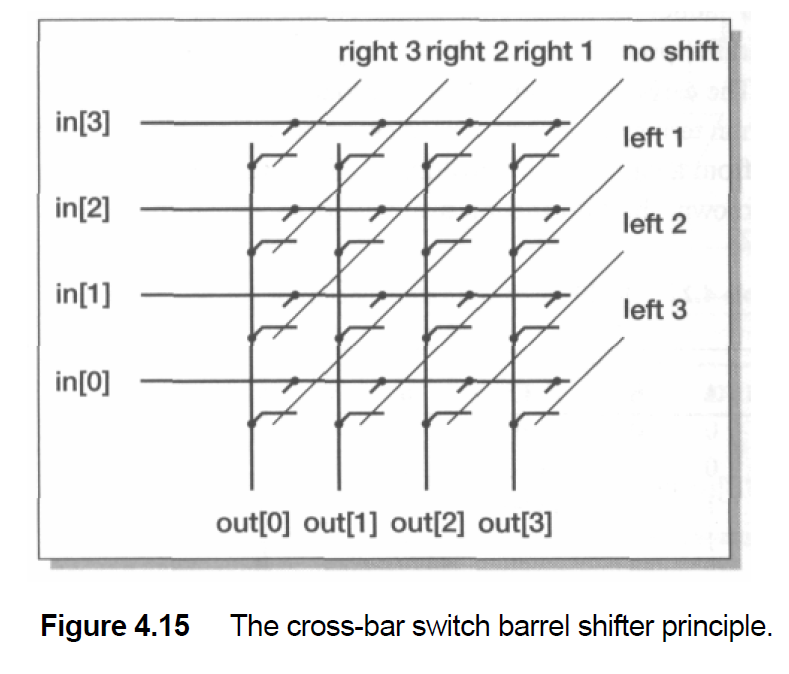 right 3 right 2 right 1 no shift
in[3]
left 1
in[2]
left 2
in[1]
left 3
in[0]
out[0] out[1] out[2] out[3]
Figure 4.15 The cross-bar switch barrel shifter principle.